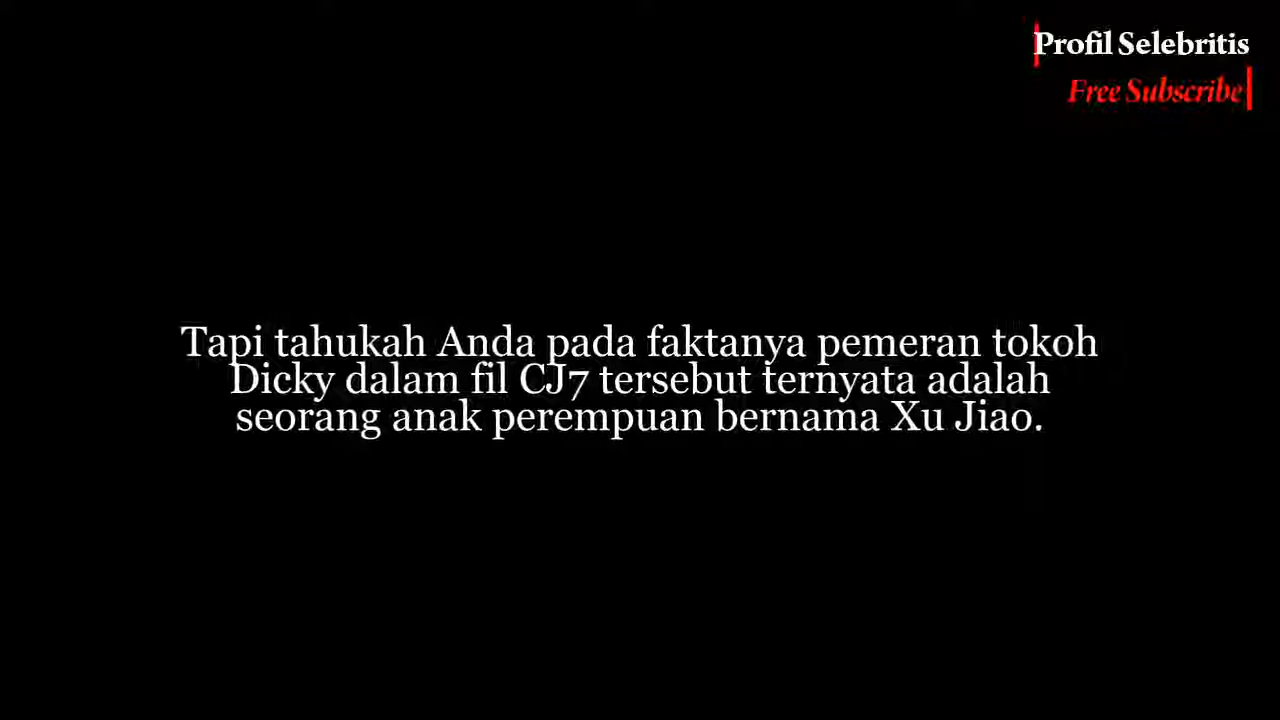 Profil Selebritis
Free Subscribe
Tapi tahukah Anda pada faktanya pemeran tokoh
Dicky dalam fil CJ7 tersebut ternyata adalah
seorang anak perempuan bernama Xu Jiao.